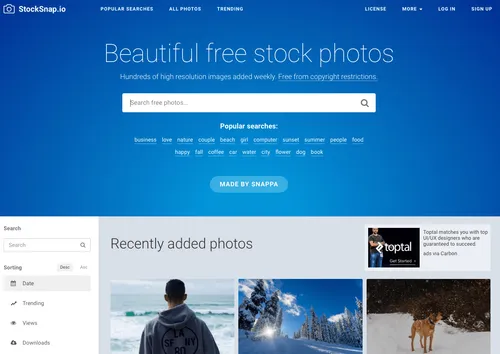 StockSnap.io
POPULAR SEARCHES
ALL PHOTOS
TRENDING
LICENSE
MORE
LOG IN
SIGN UP
Beautiful free stock photos
Hundreds of high resolution images added weekly. Free from copyright restrictions.
Search free photos...
Popular searches:
business love nature couple beach girl computer sunset summer people food
happy fall coffee car water city flower dog book
MADE BY SNAPPA
Search
Search
Sorting
Desc
Asc
Date
Trending
Views
Downloads
Recently added photos
toptal
Get Started >
Toptal matches you with top
UI/UX designers who are
guaranteed to succeed
ads via Carbon
LA
SF
NY